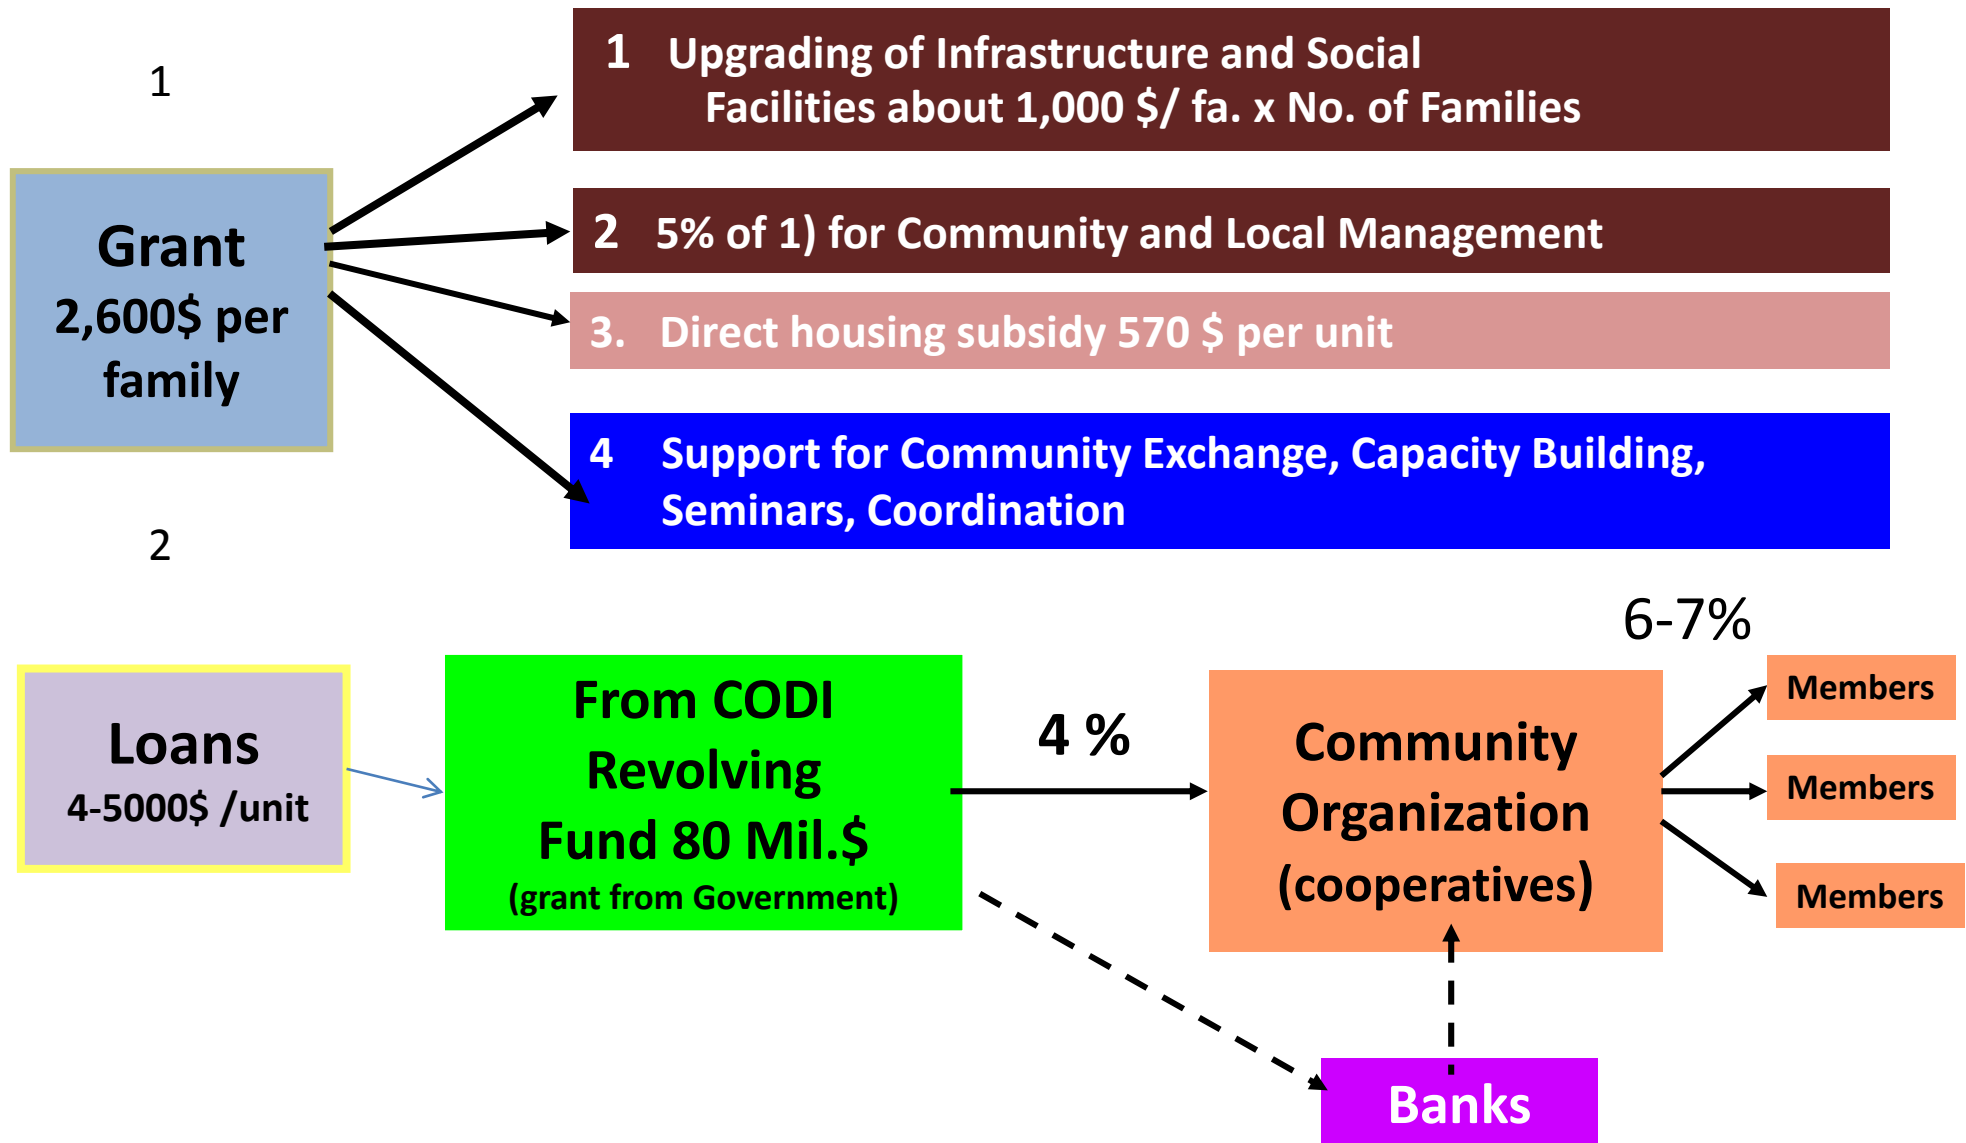 1
1 Upgrading of Infrastructure and Social
Facilities about 1,000 $/ fa. x No. of Families
Grant
2,600$ per
family
2 5% of 1) for Community and Local Management
3. Direct housing subsidy 570 $ per unit
4 Support for Community Exchange, Capacity Building,
Seminars, Coordination
2
Loans
4-5000$ /unit
From CODI
Revolving
Fund 80 Mil.$
(grant from Government)
4 %
Community
Organization
(cooperatives)
6-7%
Members
Members
Members
Banks